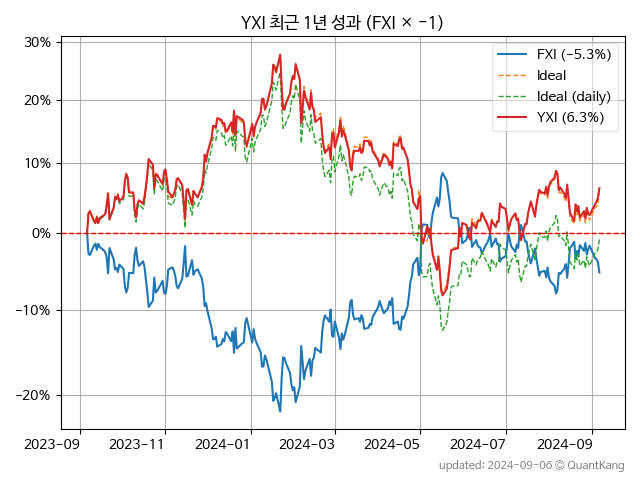 YXI 최근 1년 성과 (FXI × −1)
30%
20%
10%
0%
−10%
−20%
FXI (−5.3%)
Ideal
Ideal (daily)
YXI (6.3%)
2023-09 2023-11 2024-01 2024-03 2024-05 2024-07 2024-09
updated: 2024-09-06 © QuantKang